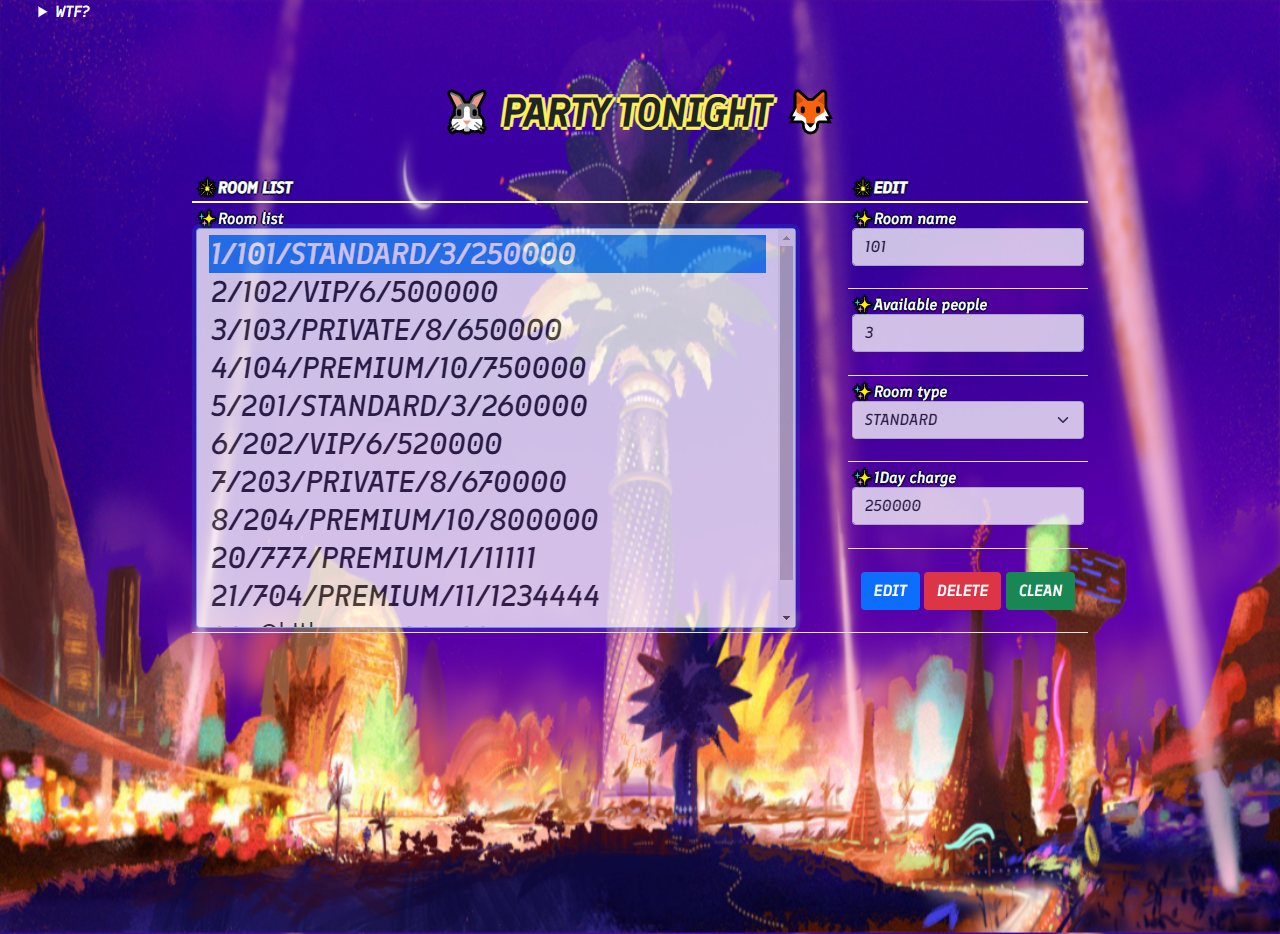 WTF?
PARTY TONIGHT
ROOM LIST
Room list
1/101/STANDARD/3/250000
2/102/VIP/6/500000
3/103/PRIVATE/8/650000
4/104/PREMIUM/10/750000
5/201/STANDARD/3/260000
6/202/VIP/6/520000
7/203/PRIVATE/8/670000
8/204/PREMIUM/10/800000
20/777/PREMIUM/1/11111
21/704/PREMIUM/11/1234444
EDIT
Room name
101
Available people
3
Room type
STANDARD
1Day charge
250000
EDIT DELETE CLEAN